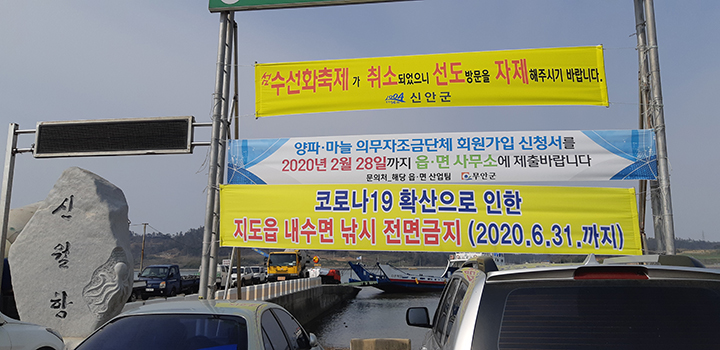 섬 수선화축제가 취소되었으니 선도방문을 자제해주시기 바랍니다.
신안군
양파·마늘 의무자조금단체 회원가입 신청서를
2020년 2월 28일까지 읍·면 사무소에 제출바랍니다
문의처_해당 읍·면 산업팀 무안군
코로나19 확산으로 인한
지도읍 내수면 낚시 전면금지 (2020.6.31.까지)
신월항